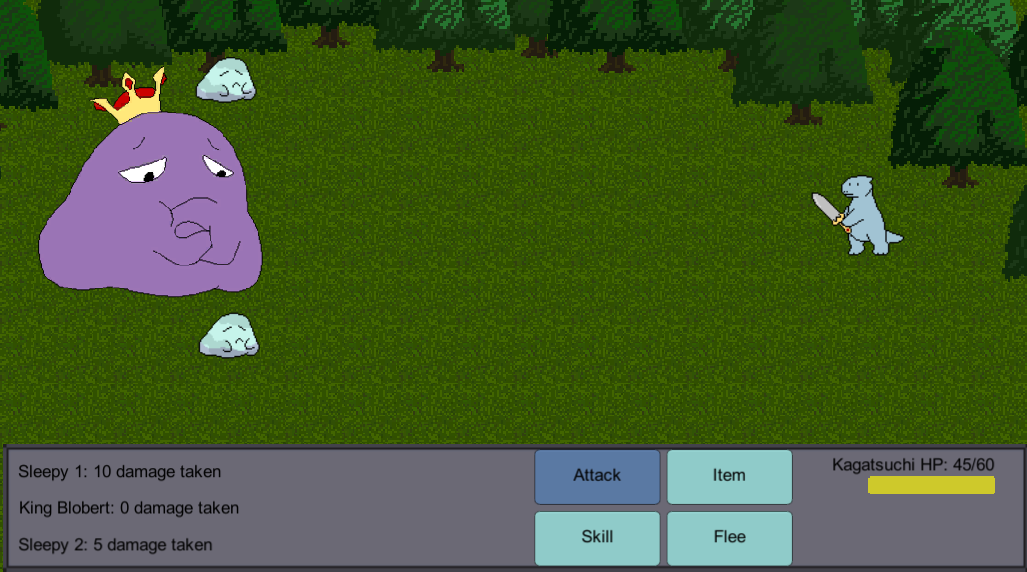 Sleepy 1: 10 damage taken
King Blobert: 0 damage taken
Sleepy 2: 5 damage taken
Attack
Item
Skill
Flee
Kagatsuchi HP: 45/60